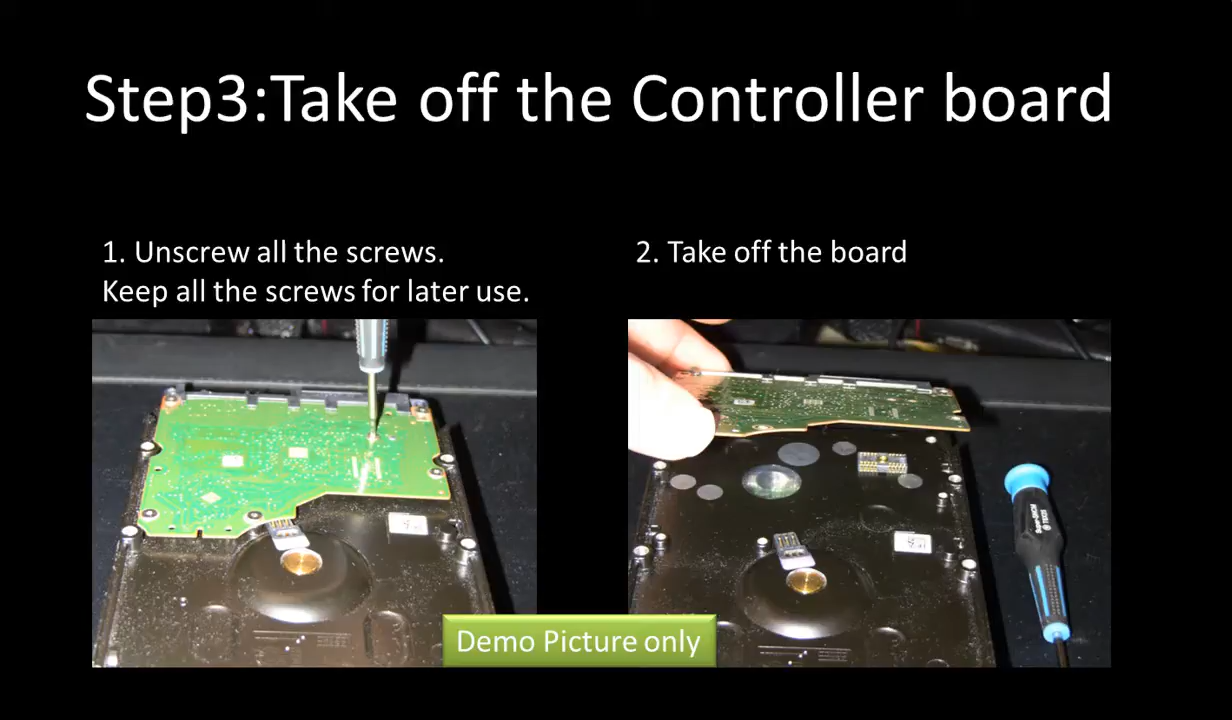 Step3:Take off the Controller board
1. Unscrew all the screws.
Keep all the screws for later use.
2. Take off the board
Demo Picture only